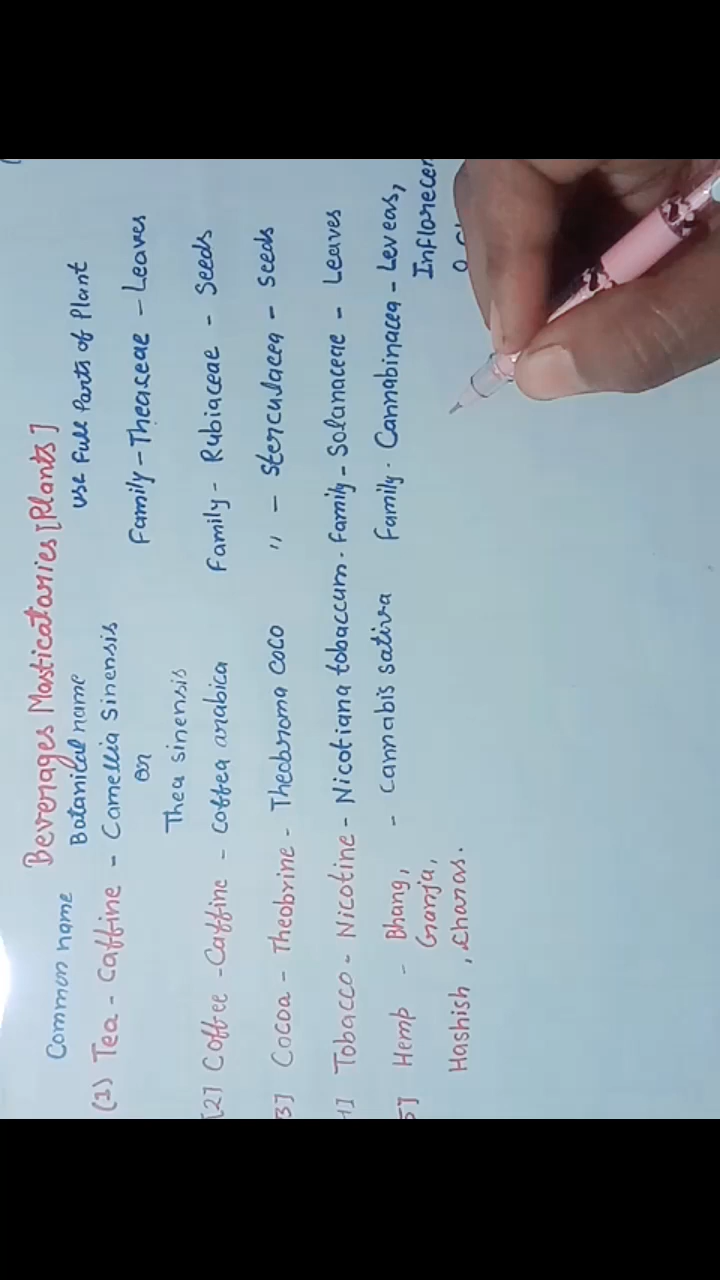 Beverages Masticataries [Plants]
Common name Botanical name use Full Parts of Plant
(1) Tea - Caffine - Camellia Sinensis
or Family - Theaceae - Leaves
Thea sinensis
[2] Coffee - Caffine - Coffea arabica Family - Rubiaceae - Seeds
3] Cocoa - Theobrine - Theobroma coco " - Sterculacea - Seeds
4] Tobacco - Nicotine - Nicotiana tobaccum - Family - Solanaceae - Leaves
5] Hemp - Bhang, - Cannabis sativa Family - Cannabinacea - Leveas,
Ganja, Inflorecen
Hashish, Charas.